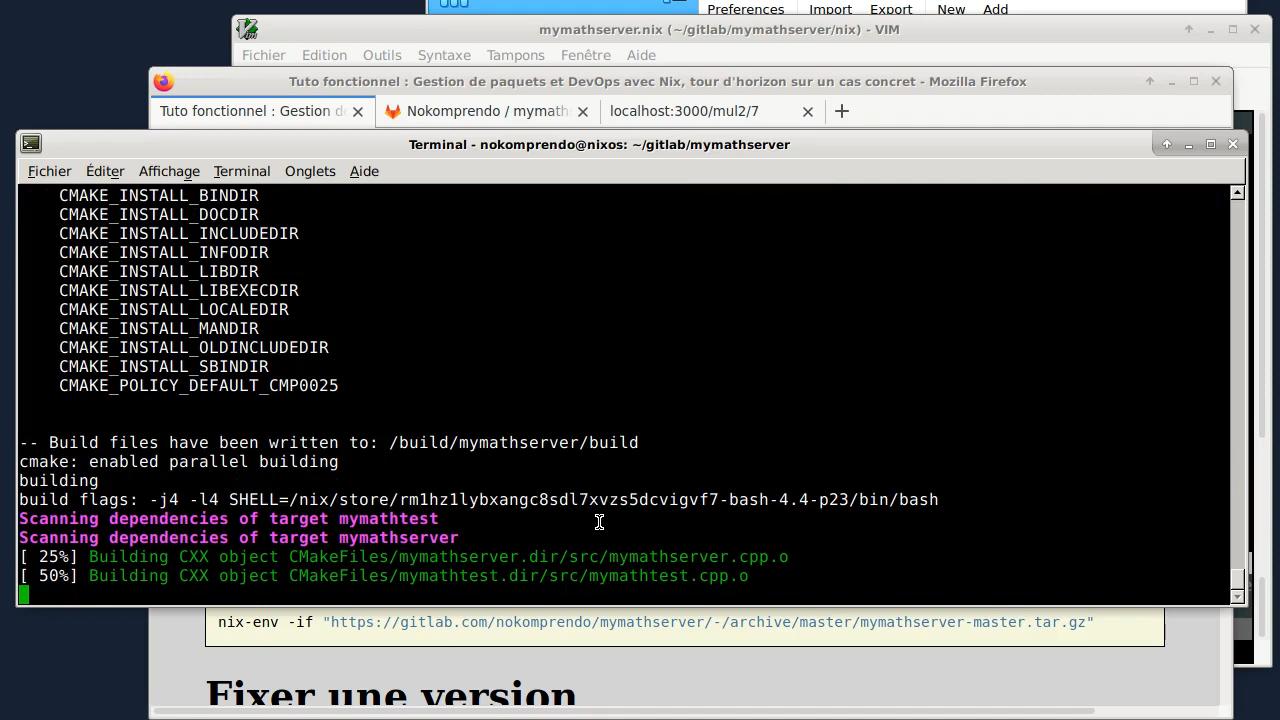 Preferences Import Export New Add
mymathserver.nix (~/gitlab/mymathserver/nix) - VIM
Fichier Edition Outils Syntaxe Tampons Fenêtre Aide
Tuto fonctionnel : Gestion de paquets et DevOps avec Nix, tour d'horizon sur un cas concret - Mozilla Firefox
Tuto fonctionnel : Gestion de Nokomprendo / mymath localhost:3000/mul2/7
Terminal - nokomprendo@nixos: ~/gitlab/mymathserver
Fichier Éditer Affichage Terminal Onglets Aide
CMAKE_INSTALL_BINDIR
CMAKE_INSTALL_DOCDIR
CMAKE_INSTALL_INCLUDEDIR
CMAKE_INSTALL_INFODIR
CMAKE_INSTALL_LIBDIR
CMAKE_INSTALL_LIBEXECDIR
CMAKE_INSTALL_LOCALEDIR
CMAKE_INSTALL_MANDIR
CMAKE_INSTALL_OLDINCLUDEDIR
CMAKE_INSTALL_SBINDIR
CMAKE_POLICY_DEFAULT_CMP0025
-- Build files have been written to: /build/mymathserver/build
cmake: enabled parallel building
building
build flags: -j4 -l4 SHELL=/nix/store/rm1hz1lybxangc8sdl7xvzs5dcvigvf7-bash-4.4-p23/bin/bash
Scanning dependencies of target mymathtest
Scanning dependencies of target mymathserver
[ 25%] Building CXX object CMakeFiles/mymathserver.dir/src/mymathserver.cpp.o
[ 50%] Building CXX object CMakeFiles/mymathtest.dir/src/mymathtest.cpp.o
nix-env -if "https://gitlab.com/nokomprendo/mymathserver/-/archive/master/mymathserver-master.tar.gz"
Fixer une version